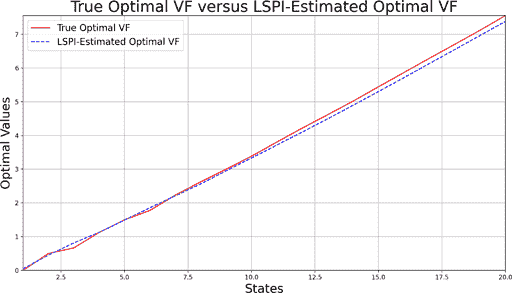 True Optimal VF versus LSPI-Estimated Optimal VF
True Optimal VF
LSPI-Estimated Optimal VF
Optimal Values
7
6
5
4
3
2
1
0
2.5 5.0 7.5 10.0 12.5 15.0 17.5 20.0
States